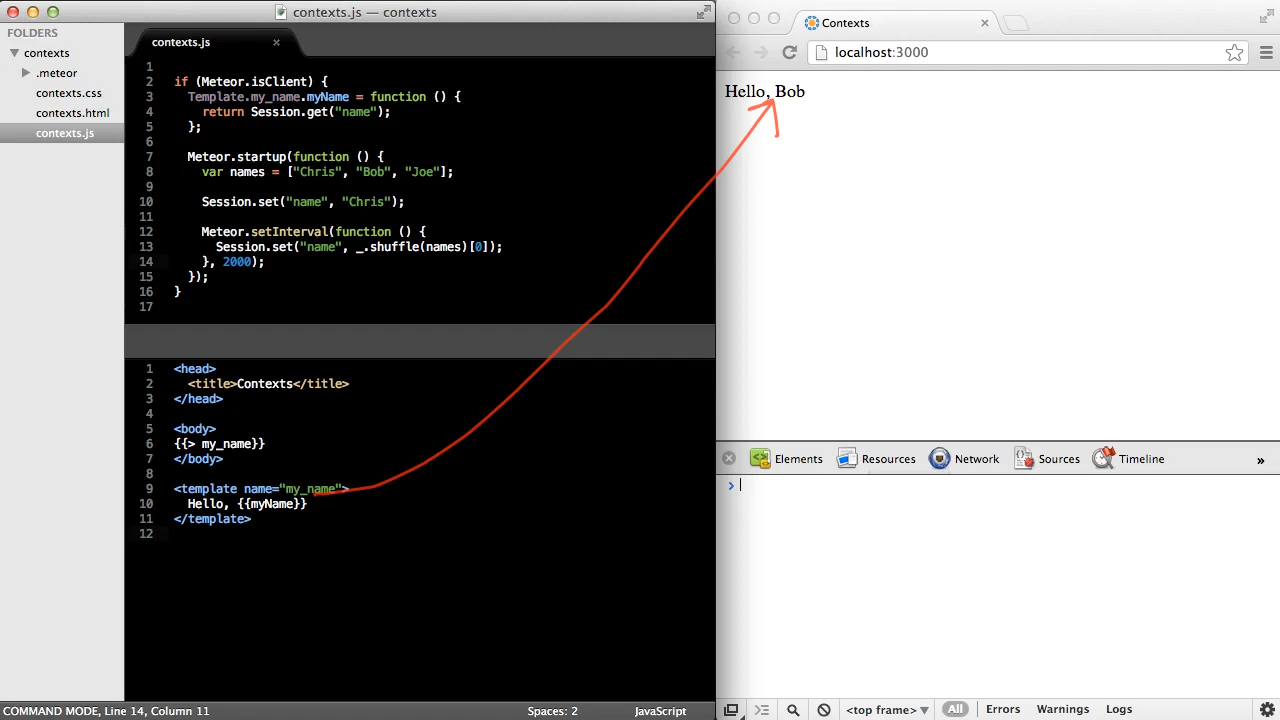 contexts.js — contexts
FOLDERS
contexts
.meteor
contexts.css
contexts.html
contexts.js
contexts.js ×
1
2 if (Meteor.isClient) {
3 Template.my_name.myName = function () {
4 return Session.get("name");
5 };
6
7 Meteor.startup(function () {
8 var names = ["Chris", "Bob", "Joe"];
9
10 Session.set("name", "Chris");
11
12 Meteor.setInterval(function () {
13 Session.set("name", _.shuffle(names)[0]);
14 }, 2000);
15 });
16 }
17
1 <head>
2 <title>Contexts</title>
3 </head>
4
5 <body>
6 {{> my_name}}
7 </body>
8
9 <template name="my_name">
10 Hello, {{myName}}
11 </template>
12
COMMAND MODE, Line 14, Column 11 Spaces: 2 JavaScript
Contexts ×
localhost:3000
Hello, Bob
Elements Resources Network Sources Timeline »
>
<top frame> ▼ All Errors Warnings Logs